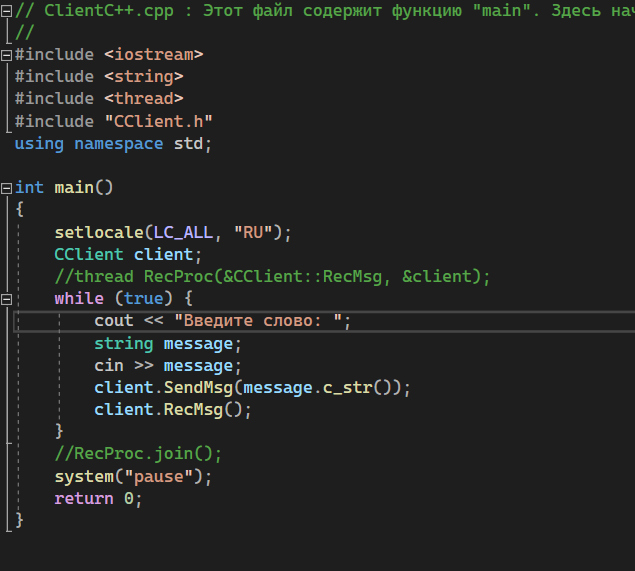 // ClientC++.cpp : Этот файл содержит функцию "main". Здесь
//
#include <iostream>
#include <string>
#include <thread>
#include "CClient.h"
using namespace std;
int main()
{
setlocale(LC_ALL, "RU");
CClient client;
//thread RecProc(&CClient::RecMsg, &client);
while (true) {
cout << "Введите слово: ";
string message;
cin >> message;
client.SendMsg(message.c_str());
client.RecMsg();
}
//RecProc.join();
system("pause");
return 0;
}